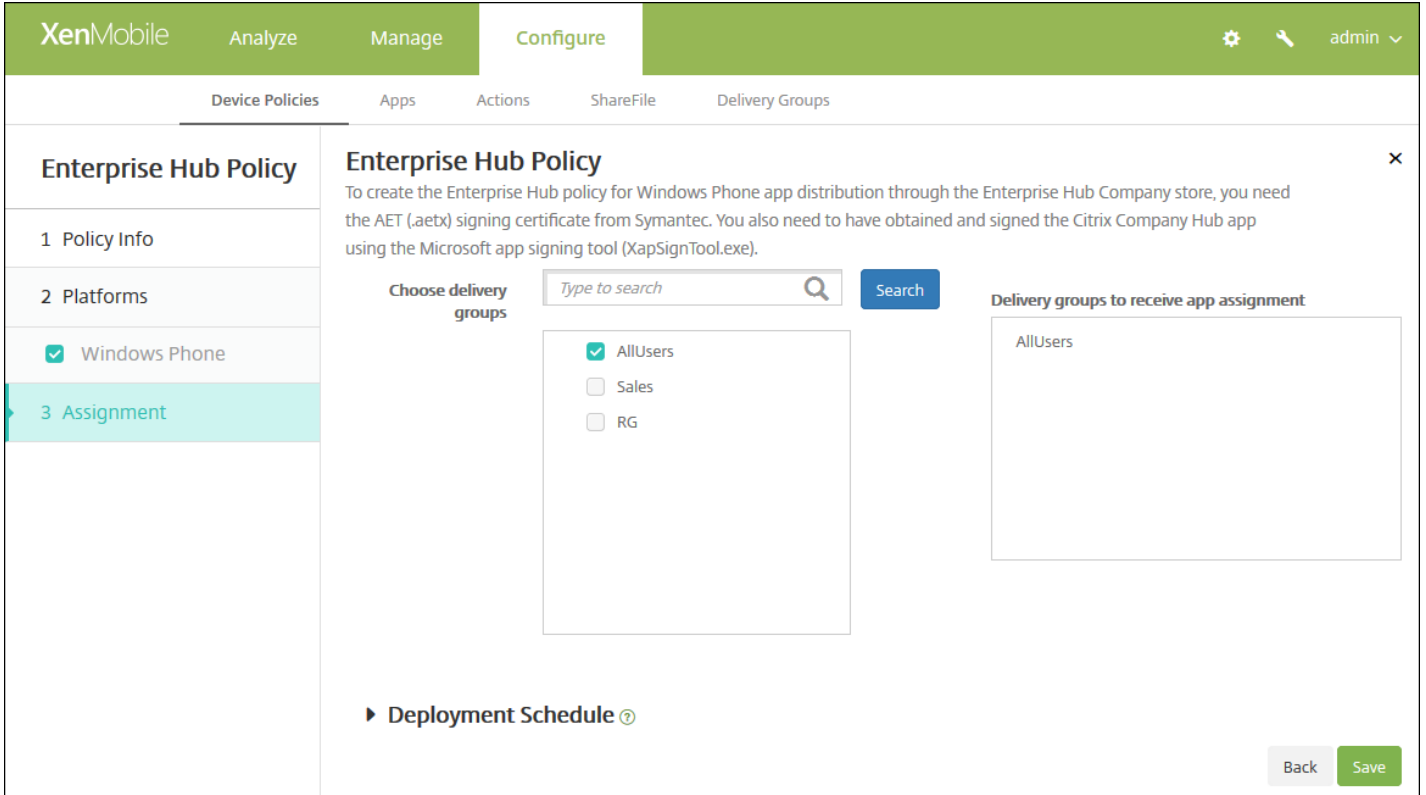 XenMobile Analyze Manage Configure admin
Device Policies Apps Actions ShareFile Delivery Groups
Enterprise Hub Policy
1 Policy Info
2 Platforms
Windows Phone
3 Assignment
Enterprise Hub Policy
To create the Enterprise Hub policy for Windows Phone app distribution through the Enterprise Hub Company store, you need
the AET (.aetx) signing certificate from Symantec. You also need to have obtained and signed the Citrix Company Hub app
using the Microsoft app signing tool (XapSignTool.exe).
Choose delivery
groups
Type to search
Search
AllUsers
Sales
RG
Delivery groups to receive app assignment
AllUsers
Deployment Schedule ?
Back Save